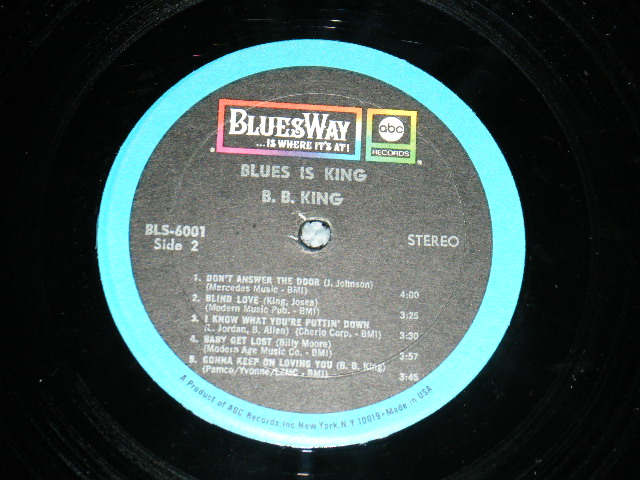 BLUESWAY
...IS WHERE IT'S AT!
abc
RECORDS
BLUES IS KING
B. B. KING
BLS-6001
Side 2
STEREO
1. DON'T ANSWER THE DOOR (J. Johnson)
(Mercedes Music - BMI) 4:00
2. BLIND LOVE (King, Josea)
(Modern Music Pub. - BMI) 3:25
3. I KNOW WHAT YOU'RE PUTTIN' DOWN
(L. Jordan, B. Allen) (Cherio Corp. - BMI) 3:30
4. BABY GET LOST (Billy Moore)
(Modern Age Music Co. - BMI) 3:57
5. GONNA KEEP ON LOVING YOU (B. B. King)
(Pamco/Yvonne/LZMC - BMI) 3:45
A Product of ABC Records, Inc. New York, N.Y. 10019 • Made in USA